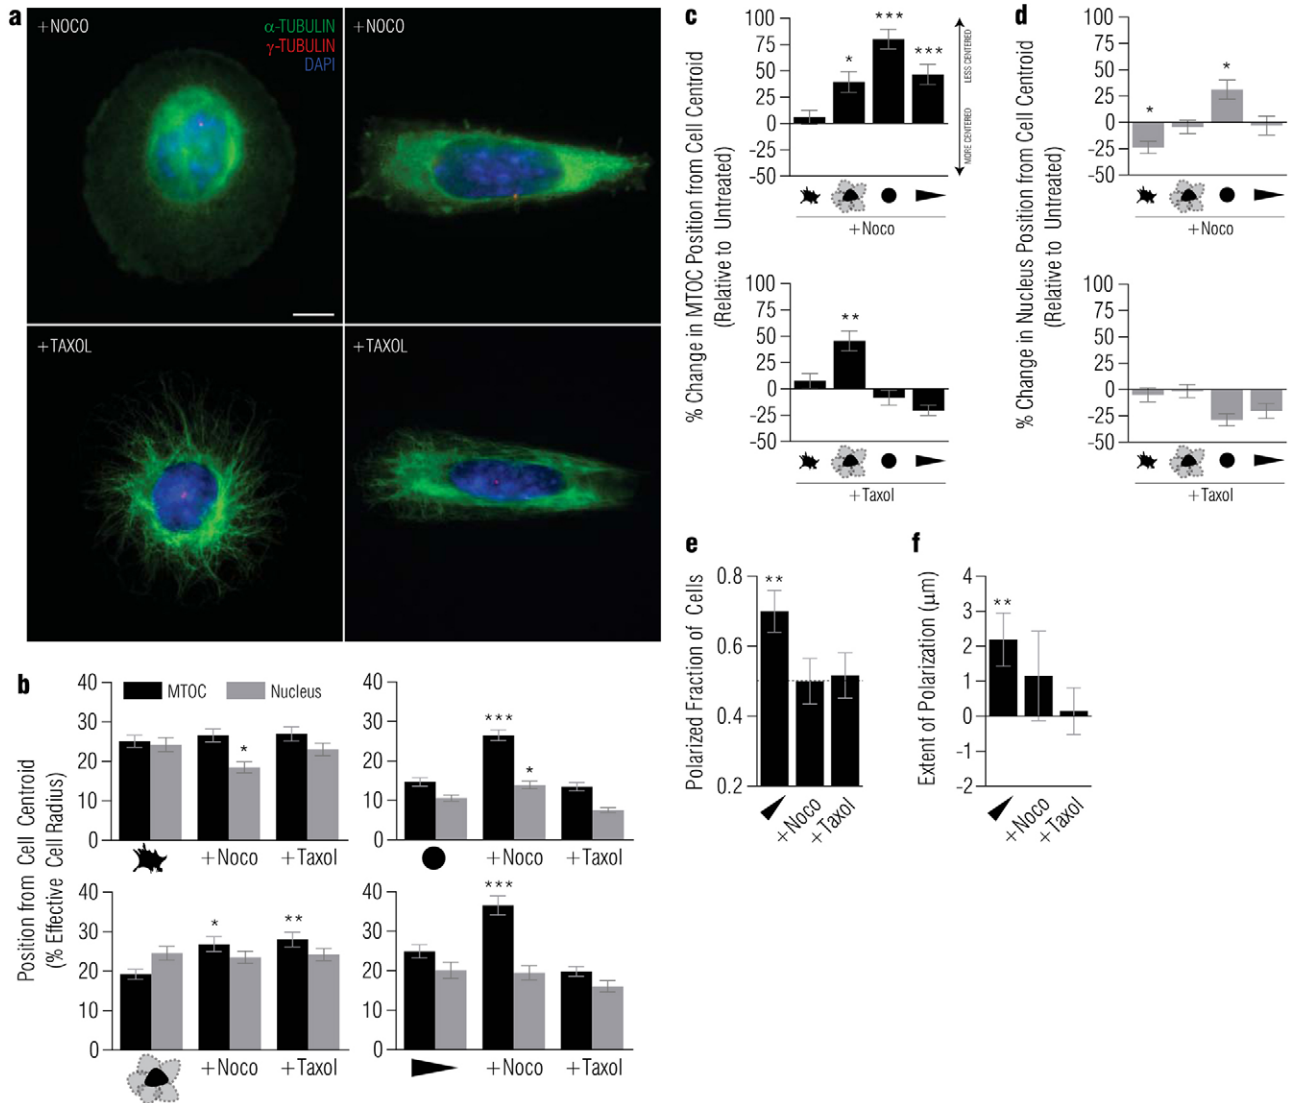 a
+NOCO
α-TUBULIN
γ-TUBULIN
DAPI
+NOCO
+TAXOL
+TAXOL
b
Position from Cell Centroid
(% Effective Cell Radius)
MTOC
Nucleus
40
30
20
10
0
*
+Noco
+Taxol
40
30
20
10
0
***
*
+Noco
+Taxol
40
30
20
10
0
*
**
+Noco
+Taxol
40
30
20
10
0
***
+Noco
+Taxol
c
% Change in MTOC Position from Cell Centroid
(Relative to Untreated)
100
75
50
25
0
-25
-50
*
***
***
LESS CENTERED
MORE CENTERED
+Noco
100
75
50
25
0
-25
-50
**
+Taxol
d
% Change in Nucleus Position from Cell Centroid
(Relative to Untreated)
100
75
50
25
0
-25
-50
*
*
+Noco
100
75
50
25
0
-25
-50
+Taxol
e
Polarized Fraction of Cells
0.8
0.6
0.4
0.2
**
+Noco
+Taxol
f
Extent of Polarization (μm)
4
3
2
1
0
-1
-2
**
+Noco
+Taxol